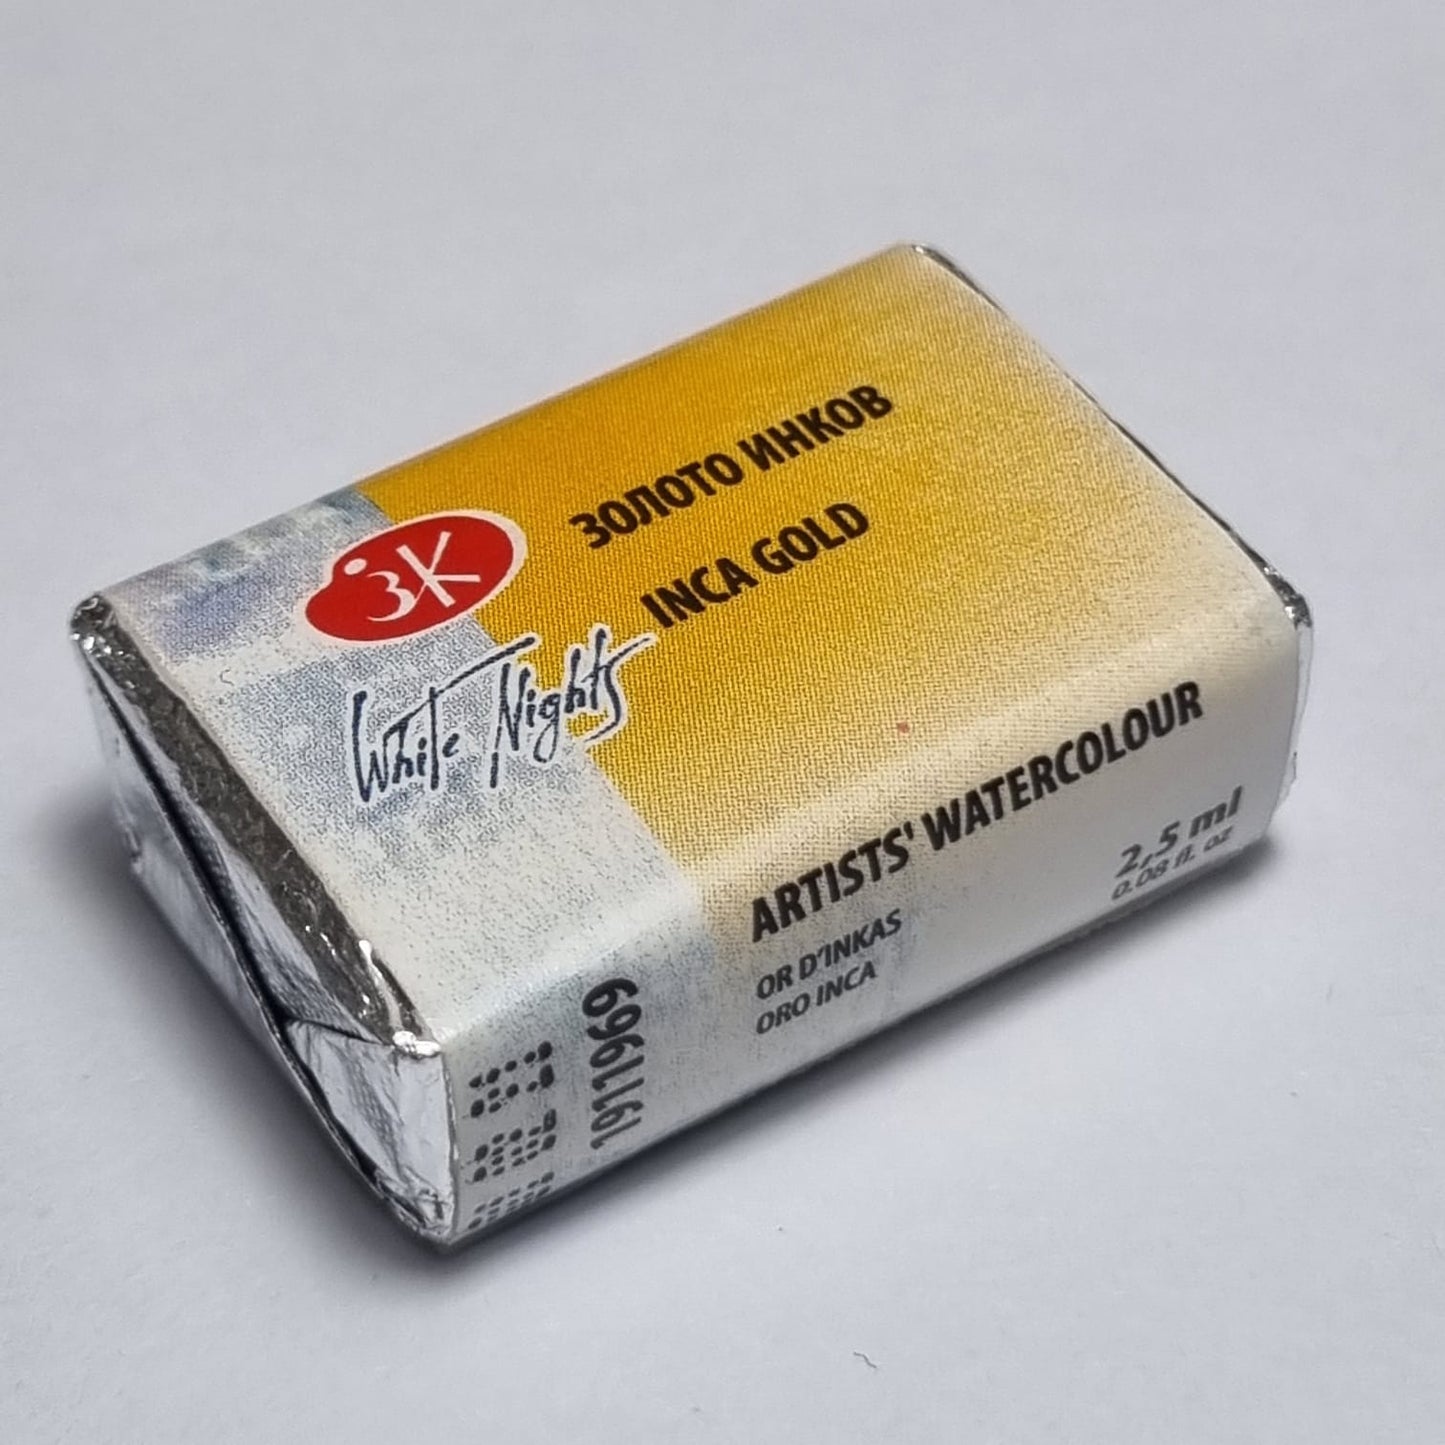 ЗК
ЗОЛОТО ИНКОВ
INCA GOLD
White Nights
ARTISTS' WATERCOLOUR
2,5 ml
0.08 fl. oz
OR D'INKAS
ORO INCA
1911969